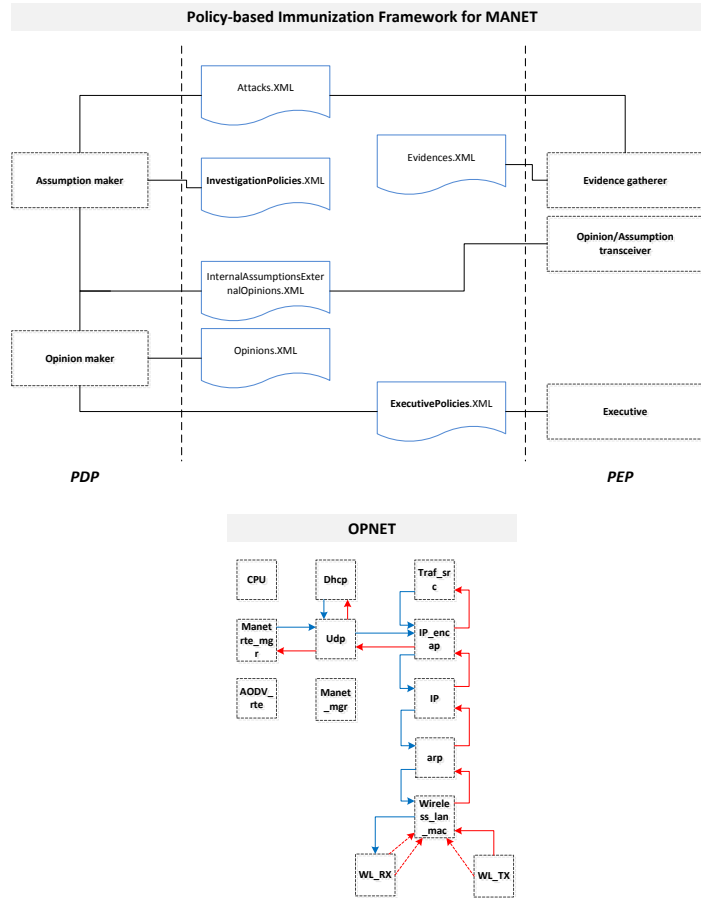 Policy-based Immunization Framework for MANET
Attacks.XML
Evidences.XML
Assumption maker
InvestigationPolicies.XML
Evidence gatherer
Opinion/Assumption
transceiver
InternalAssumptionsExter
nalOpinions.XML
Opinion maker
Opinions.XML
ExecutivePolicies.XML
Executive
PDP
PEP
OPNET
CPU
Dhcp
Traf_sr
c
Manet
rte_mg
r
Udp
IP_enc
ap
AODV_
rte
Manet
_mgr
IP
arp
Wirele
ss_lan
_mac
WL_RX
WL_TX